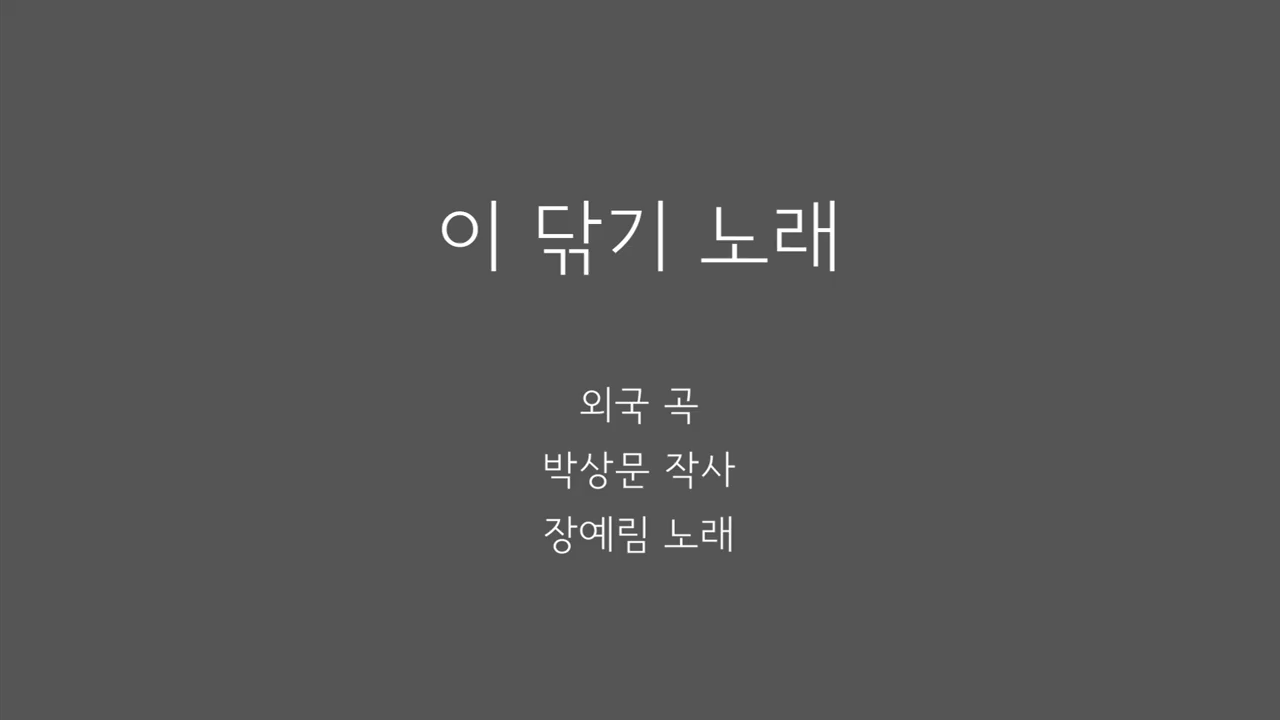 이 닦기 노래
외국 곡
박상문 작사
장예림 노래